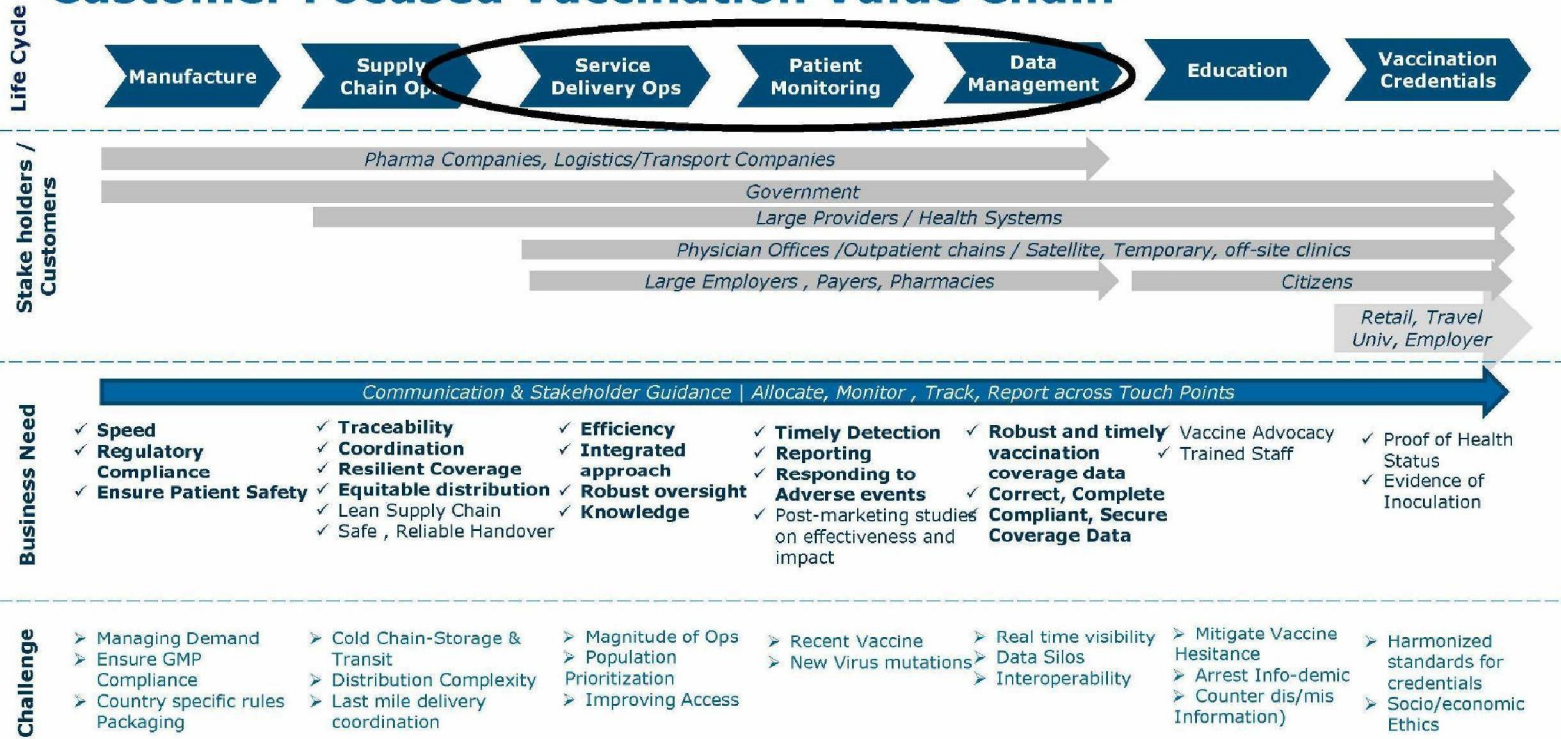 Customer Focused Vaccination Value Chain
Life Cycle
Manufacture
Supply
Chain Ops
Service
Delivery Ops
Patient
Monitoring
Data
Management
Education
Vaccination
Credentials
Stake holders /
Customers
Pharma Companies, Logistics/Transport Companies
Government
Large Providers / Health Systems
Physician Offices /Outpatient chains / Satellite, Temporary, off-site clinics
Large Employers , Payers, Pharmacies
Citizens
Retail, Travel
Univ, Employer
Business Need
Communication & Stakeholder Guidance | Allocate, Monitor , Track, Report across Touch Points
✓ Speed
✓ Regulatory
Compliance
✓ Ensure Patient Safety
✓ Traceability
✓ Coordination
✓ Resilient Coverage
✓ Equitable distribution
✓ Lean Supply Chain
✓ Safe , Reliable Handover
✓ Efficiency
✓ Integrated
approach
✓ Robust oversight
✓ Knowledge
✓ Timely Detection
✓ Reporting
✓ Responding to
Adverse events
✓ Post-marketing studies
on effectiveness and
impact
✓ Robust and timely
vaccination
coverage data
✓ Correct, Complete
✓ Compliant, Secure
Coverage Data
✓ Vaccine Advocacy
✓ Trained Staff
✓ Proof of Health
Status
✓ Evidence of
Inoculation
Challenge
➢ Managing Demand
➢ Ensure GMP
Compliance
➢ Country specific rules
Packaging
➢ Cold Chain-Storage &
Transit
➢ Distribution Complexity
➢ Last mile delivery
coordination
➢ Magnitude of Ops
➢ Population
Prioritization
➢ Improving Access
➢ Recent Vaccine
➢ New Virus mutations
➢ Real time visibility
➢ Data Silos
➢ Interoperability
➢ Mitigate Vaccine
Hesitance
➢ Arrest Info-demic
➢ Counter dis/mis
Information)
➢ Harmonized
standards for
credentials
➢ Socio/economic
Ethics